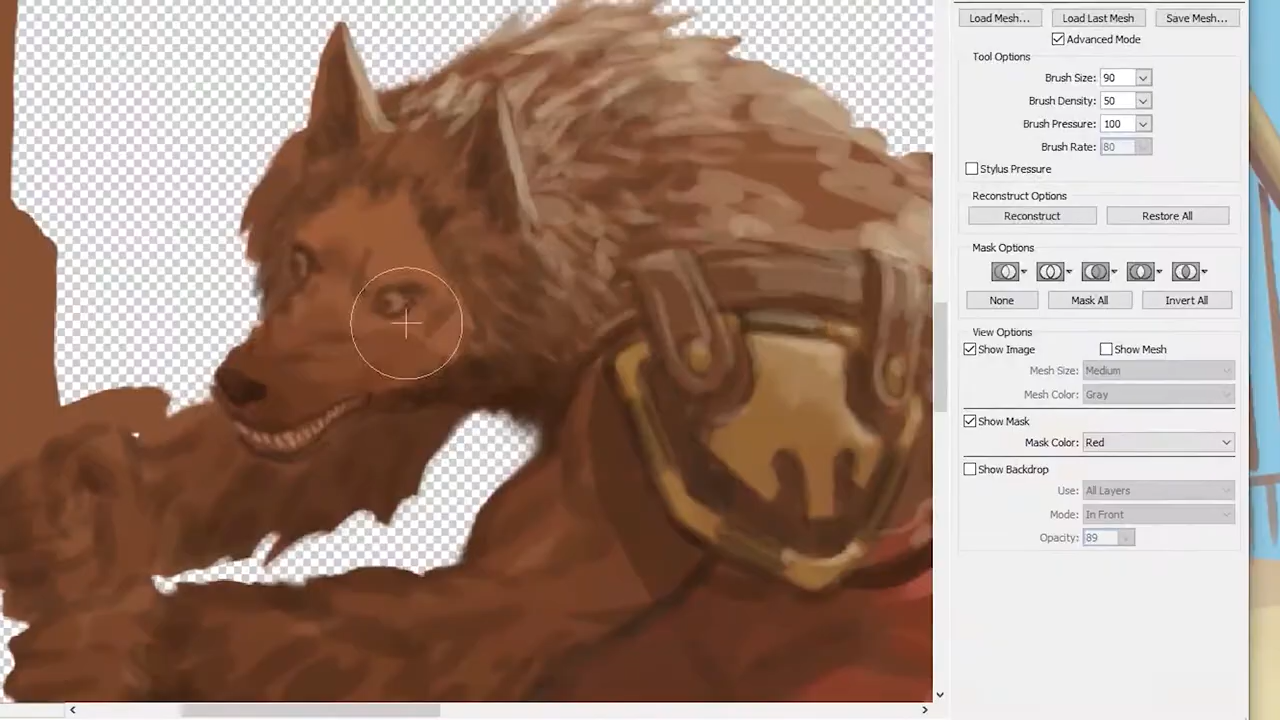 Load Mesh... Load Last Mesh Save Mesh...
Advanced Mode
Tool Options
Brush Size: 90
Brush Density: 50
Brush Pressure: 100
Brush Rate: 80
Stylus Pressure
Reconstruct Options
Reconstruct Restore All
Mask Options
None Mask All Invert All
View Options
Show Image Show Mesh
Mesh Size: Medium
Mesh Color: Gray
Show Mask
Mask Color: Red
Show Backdrop
Use: All Layers
Mode: In Front
Opacity: 89